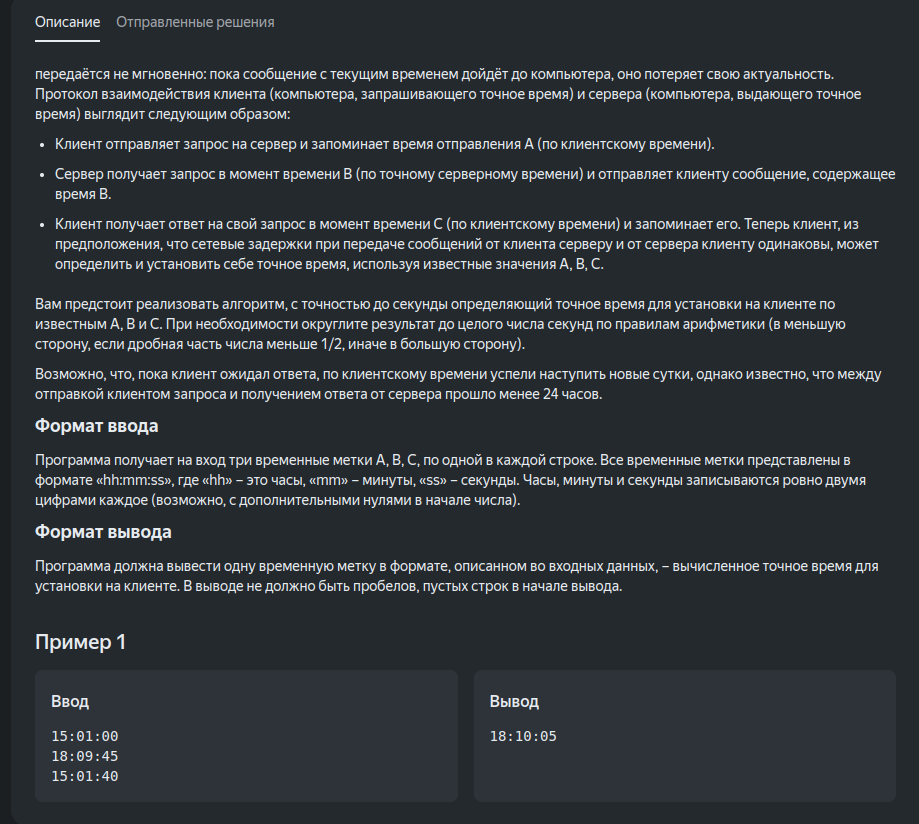 Описание Отправленные решения
передаётся не мгновенно: пока сообщение с текущим временем дойдёт до компьютера, оно потеряет свою актуальность.
Протокол взаимодействия клиента (компьютера, запрашивающего точное время) и сервера (компьютера, выдающего точное
время) выглядит следующим образом:
• Клиент отправляет запрос на сервер и запоминает время отправления A (по клиентскому времени).
• Сервер получает запрос в момент времени B (по точному серверному времени) и отправляет клиенту сообщение, содержащее
время B.
• Клиент получает ответ на свой запрос в момент времени C (по клиентскому времени) и запоминает его. Теперь клиент, из
предположения, что сетевые задержки при передаче сообщений от клиента серверу и от сервера клиенту одинаковы, может
определить и установить себе точное время, используя известные значения A, B, C.
Вам предстоит реализовать алгоритм, с точностью до секунды определяющий точное время для установки на клиенте по
известным A, B и C. При необходимости округлите результат до целого числа секунд по правилам арифметики (в меньшую
сторону, если дробная часть числа меньше 1/2, иначе в большую сторону).
Возможно, что, пока клиент ожидал ответа, по клиентскому времени успели наступить новые сутки, однако известно, что между
отправкой клиентом запроса и получением ответа от сервера прошло менее 24 часов.
Формат ввода
Программа получает на вход три временные метки A, B, C, по одной в каждой строке. Все временные метки представлены в
формате «hh:mm:ss», где «hh» – это часы, «mm» – минуты, «ss» – секунды. Часы, минуты и секунды записываются ровно двумя
цифрами каждое (возможно, с дополнительными нулями в начале числа).
Формат вывода
Программа должна вывести одну временную метку в формате, описанном во входных данных, – вычисленное точное время для
установки на клиенте. В выводе не должно быть пробелов, пустых строк в начале вывода.
Пример 1
Ввод
15:01:00
18:09:45
15:01:40
Вывод
18:10:05